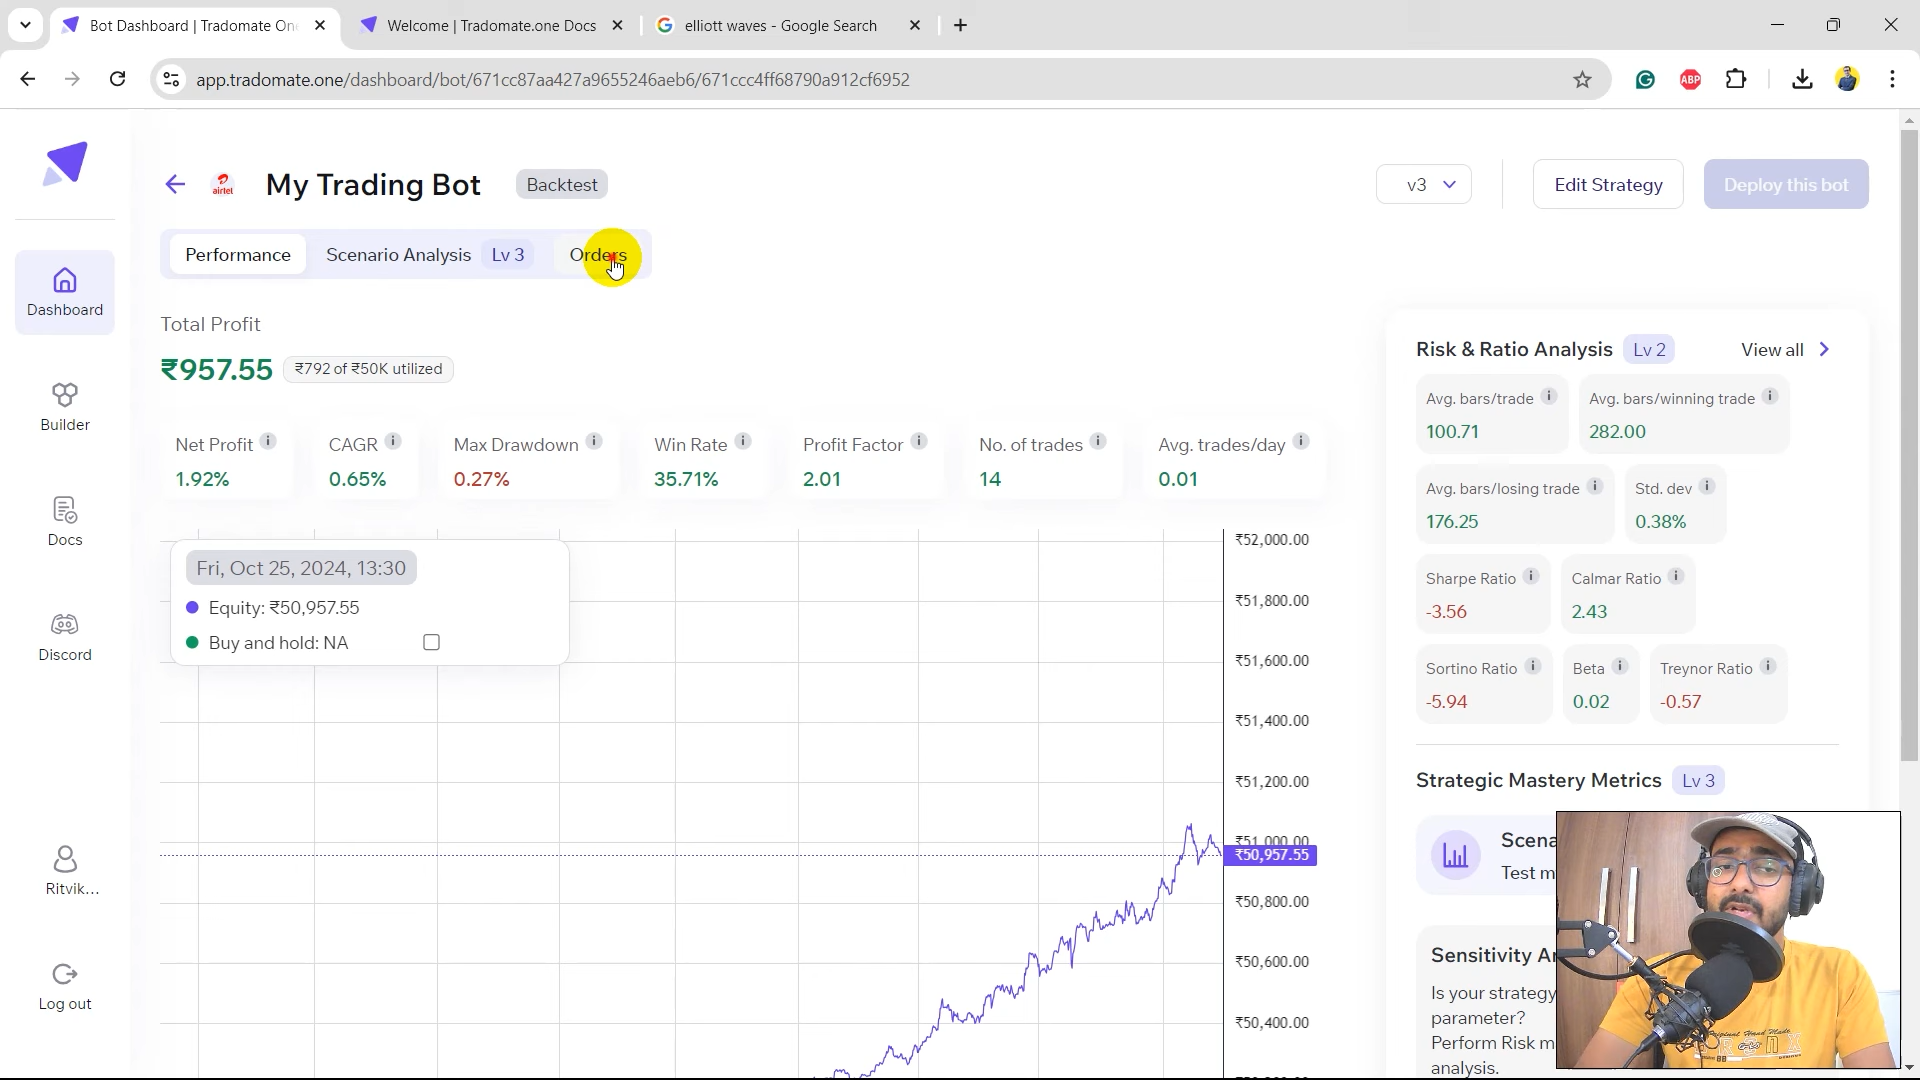 Bot Dashboard | Tradomate On
Welcome | Tradomate.one Docs
elliott waves - Google Search
app.tradomate.one/dashboard/bot/671cc87aa427a9655246aeb6/671ccc4ff68790a912cf6952
ABP
airtel
My Trading Bot
Backtest
v3
Edit Strategy
Deploy this bot
Performance
Scenario Analysis
Lv 3
Orders
Dashboard
Builder
Docs
Discord
Ritvik...
Log out
Total Profit
₹957.55
₹792 of ₹50K utilized
Net Profit
1.92%
CAGR
0.65%
Max Drawdown
0.27%
Win Rate
35.71%
Profit Factor
2.01
No. of trades
14
Avg. trades/day
0.01
Fri, Oct 25, 2024, 13:30
Equity: ₹50,957.55
Buy and hold: NA
₹52,000.00
₹51,800.00
₹51,600.00
₹51,400.00
₹51,200.00
₹51,000.00
₹50,957.55
₹50,800.00
₹50,600.00
₹50,400.00
Risk & Ratio Analysis
Lv 2
View all
Avg. bars/trade
100.71
Avg. bars/winning trade
282.00
Avg. bars/losing trade
176.25
Std. dev
0.38%
Sharpe Ratio
-3.56
Calmar Ratio
2.43
Sortino Ratio
-5.94
Beta
0.02
Treynor Ratio
-0.57
Strategic Mastery Metrics
Lv 3
Scena
Test m
Sensitivity A
Is your strategy
parameter?
Perform Risk m
analysis.